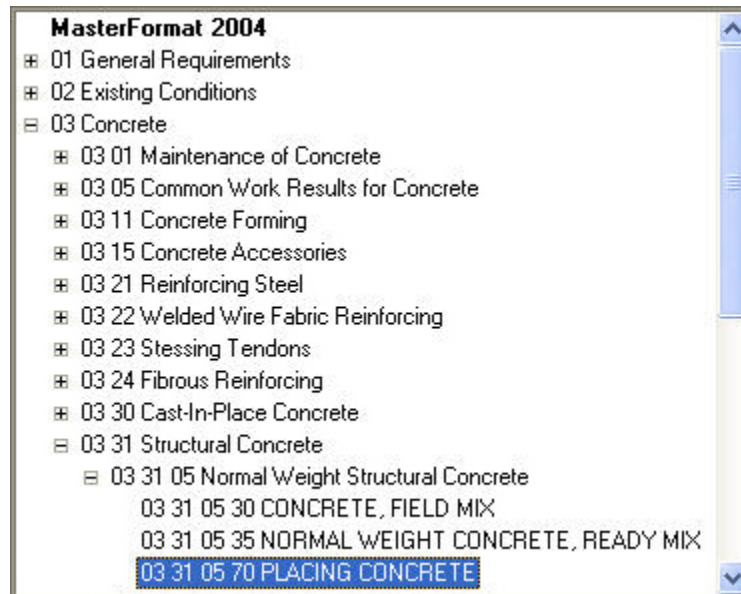 MasterFormat 2004
01 General Requirements
02 Existing Conditions
03 Concrete
03 01 Maintenance of Concrete
03 05 Common Work Results for Concrete
03 11 Concrete Forming
03 15 Concrete Accessories
03 21 Reinforcing Steel
03 22 Welded Wire Fabric Reinforcing
03 23 Stessing Tendons
03 24 Fibrous Reinforcing
03 30 Cast-In-Place Concrete
03 31 Structural Concrete
03 31 05 Normal Weight Structural Concrete
03 31 05 30 CONCRETE, FIELD MIX
03 31 05 35 NORMAL WEIGHT CONCRETE, READY MIX
03 31 05 70 PLACING CONCRETE